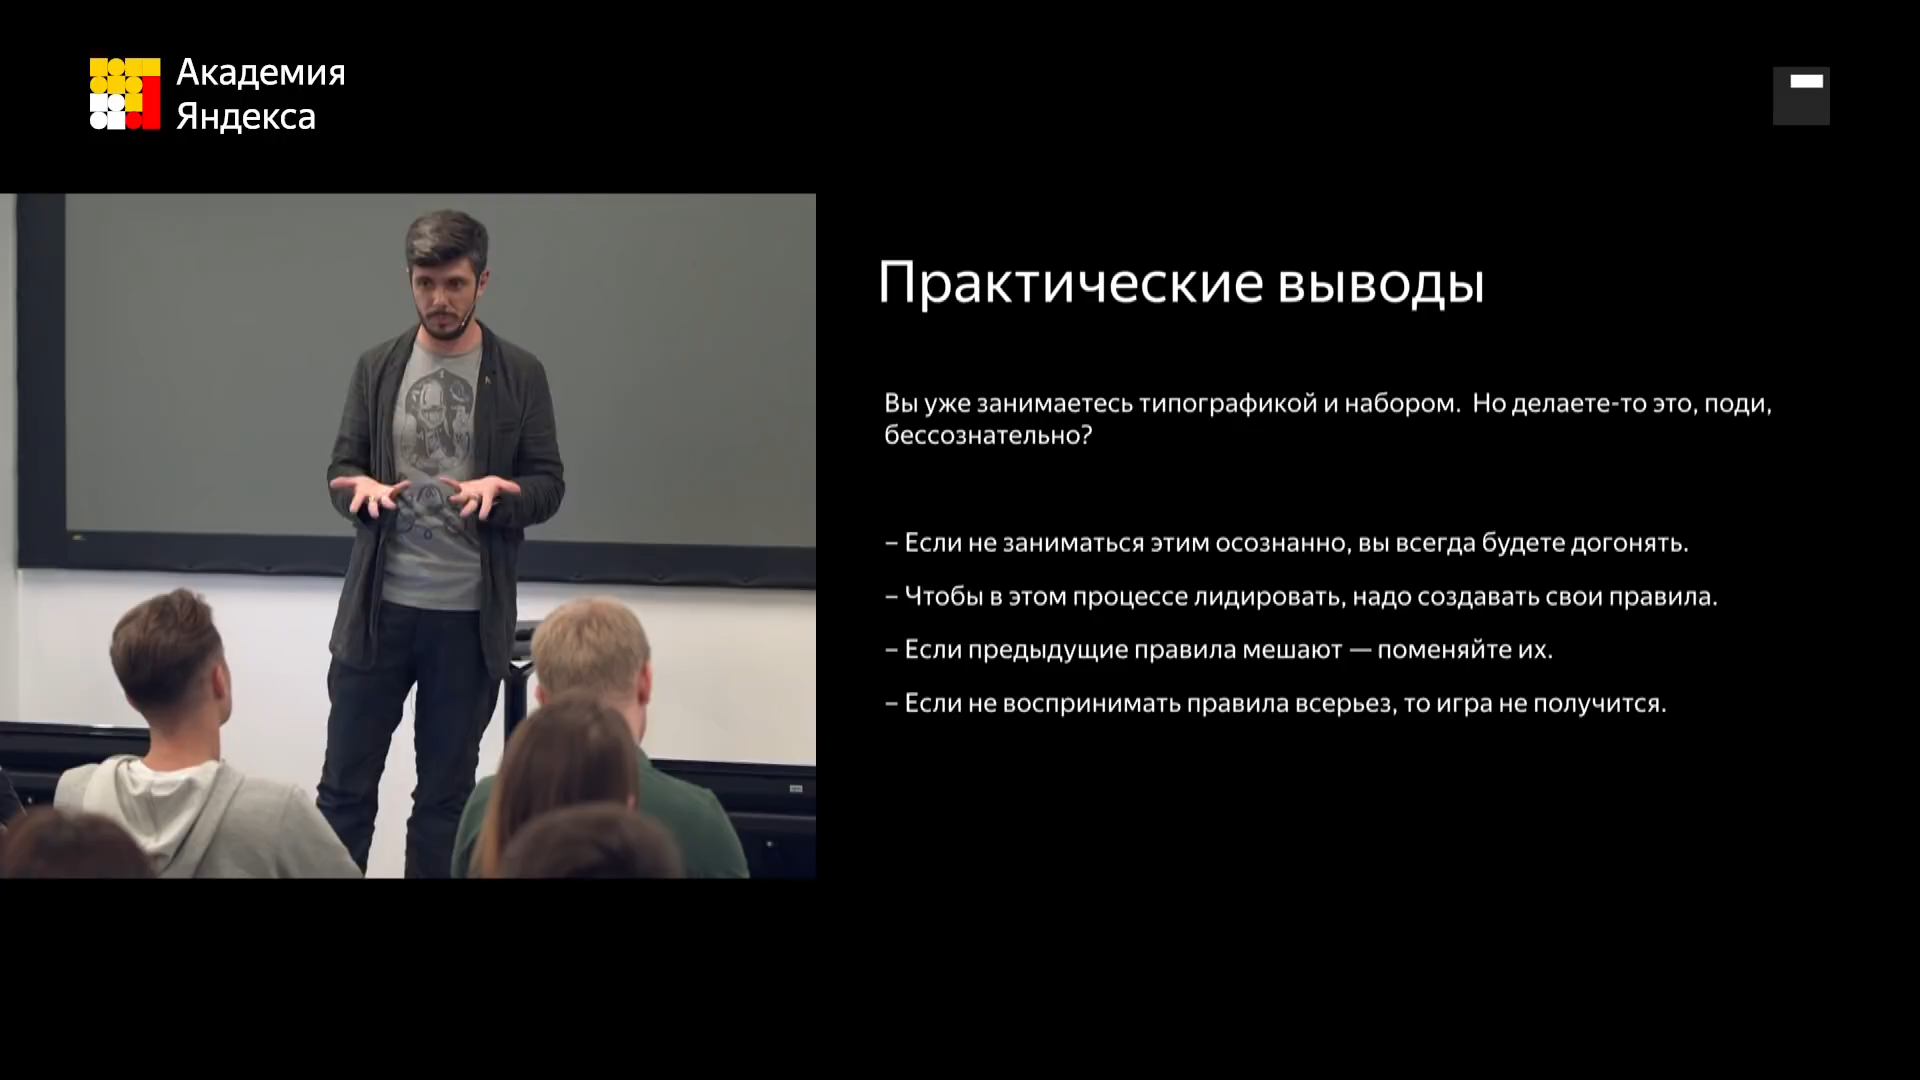 Академия
Яндекса
Практические выводы
Вы уже занимаетесь типографикой и набором.  Но делаете-то это, поди,
бессознательно?
– Если не заниматься этим осознанно, вы всегда будете догонять.
– Чтобы в этом процессе лидировать, надо создавать свои правила.
– Если предыдущие правила мешают — поменяйте их.
– Если не воспринимать правила всерьез, то игра не получится.